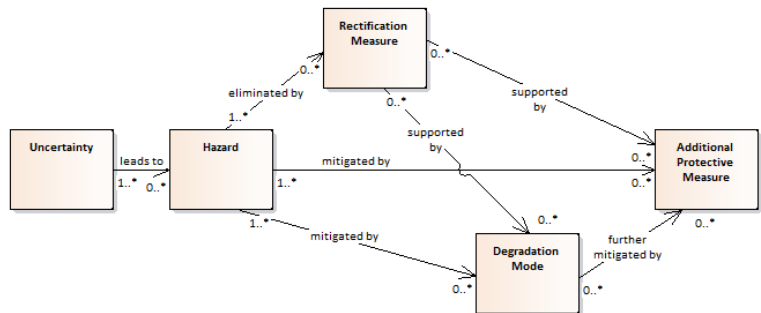 Rectification
Measure
0..*
0..*
0..*
eliminated by
1..*
supported
by
supported
by
Uncertainty
leads to
1..*
0..*
Hazard
mitigated by
1..*
0..*
0..*
Additional
Protective
Measure
1..*
mitigated by
0..*
0..*
Degradation
Mode
0..*
further
mitigated by
0..*